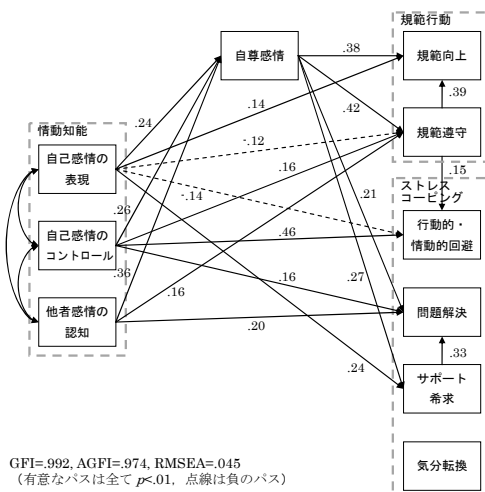 規範行動
自尊感情
.38
規範向上
.24
.14
.42
.39
情動知能
規範遵守
自己感情の
表現
-.12
.16
.15
ストレス
コーピング
.26
-.14
.21
自己感情の
コントロール
.46
行動的・
情動的回避
.36
.16
.27
他者感情の
認知
.16
.20
問題解決
.24
.33
サポート
希求
気分転換
GFI=.992, AGFI=.974, RMSEA=.045
（有意なパスは全て p<.01，点線は負のパス）